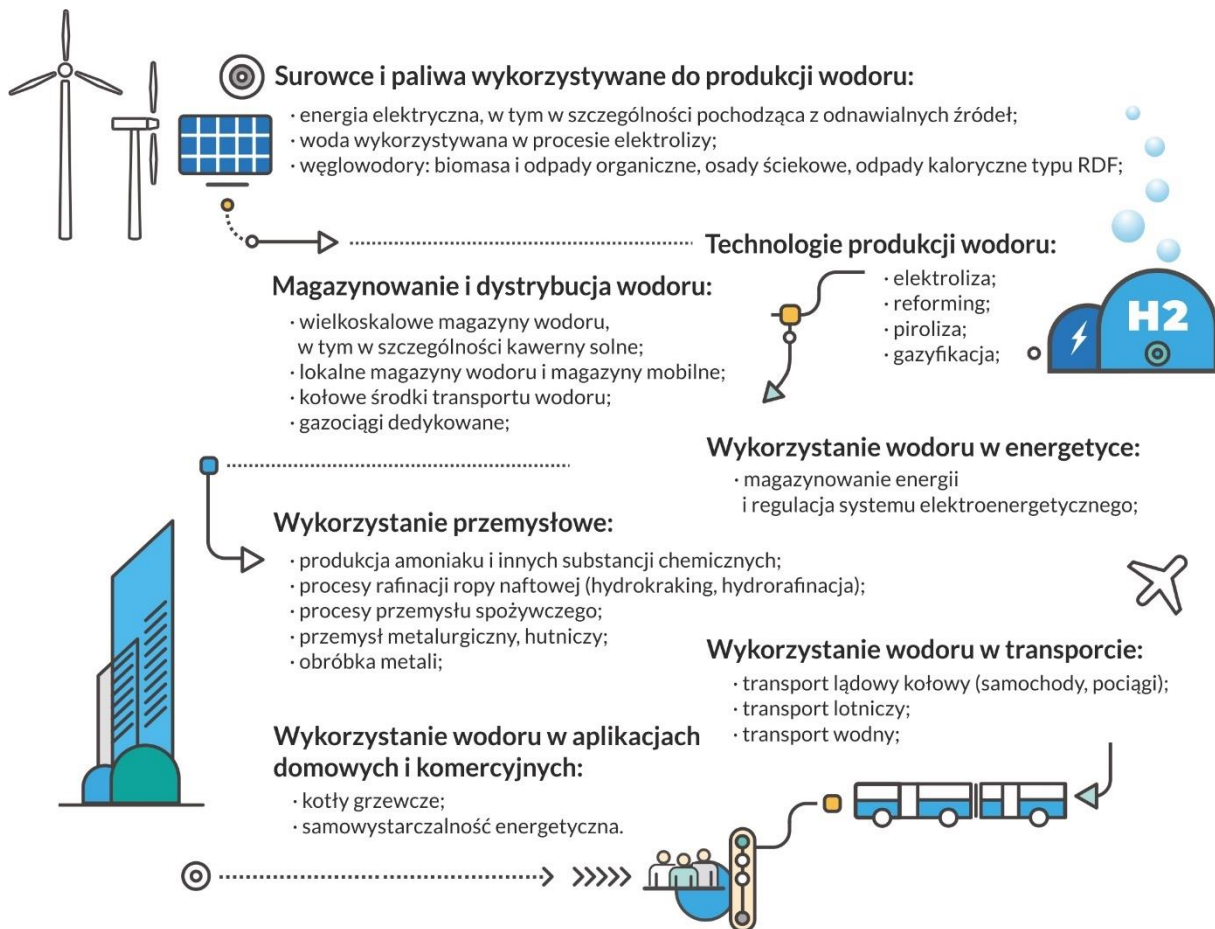 Surowce i paliwa wykorzystywane do produkcji wodoru:
· energia elektryczna, w tym w szczególności pochodząca z odnawialnych źródeł;
· woda wykorzystywana w procesie elektrolizy;
· węglowodory: biomasa i odpady organiczne, osady ściekowe, odpady kaloryczne typu RDF;
Technologie produkcji wodoru:
· elektroliza;
· reforming;
· piroliza;
· gazyfikacja;
H2
Magazynowanie i dystrybucja wodoru:
· wielkoskalowe magazyny wodoru,
w tym w szczególności kawerny solne;
· lokalne magazyny wodoru i magazyny mobilne;
· kołowe środki transportu wodoru;
· gazociągi dedykowane;
Wykorzystanie wodoru w energetyce:
· magazynowanie energii
i regulacja systemu elektroenergetycznego;
Wykorzystanie przemysłowe:
· produkcja amoniaku i innych substancji chemicznych;
· procesy rafinacji ropy naftowej (hydrokraking, hydrorafinacja);
· procesy przemysłu spożywczego;
· przemysł metalurgiczny, hutniczy;
· obróbka metali;
Wykorzystanie wodoru w transporcie:
· transport lądowy kołowy (samochody, pociągi);
· transport lotniczy;
· transport wodny;
Wykorzystanie wodoru w aplikacjach
domowych i komercyjnych:
· kotły grzewcze;
· samowystarczalność energetyczna.